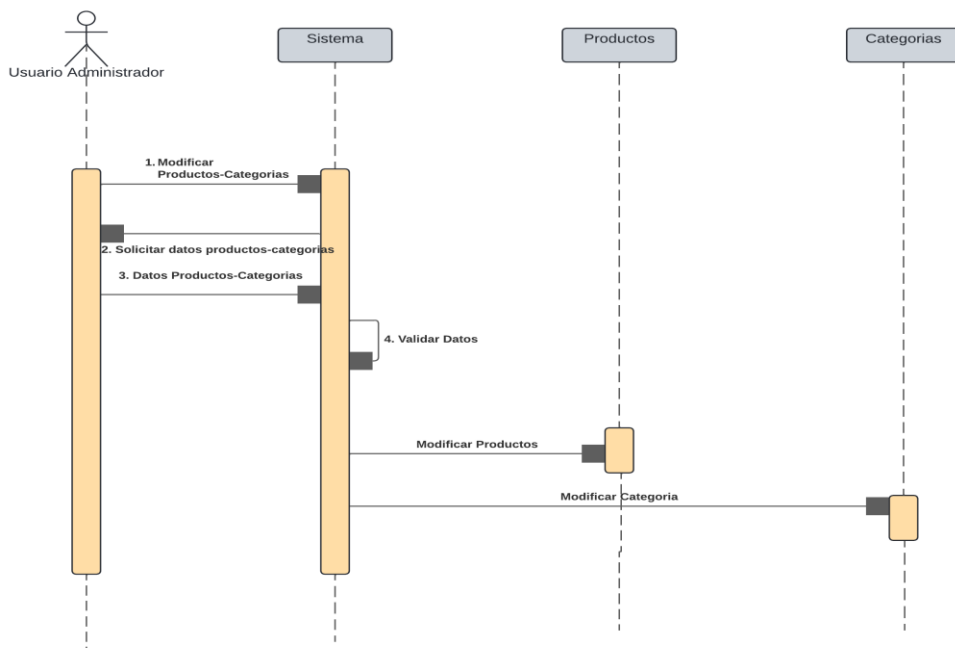 Sistema
Productos
Categorias
Usuario Administrador
1. Modificar
Productos-Categorias
2. Solicitar datos productos-categorias
3. Datos Productos-Categorias
4. Validar Datos
Modificar Productos
Modificar Categoria